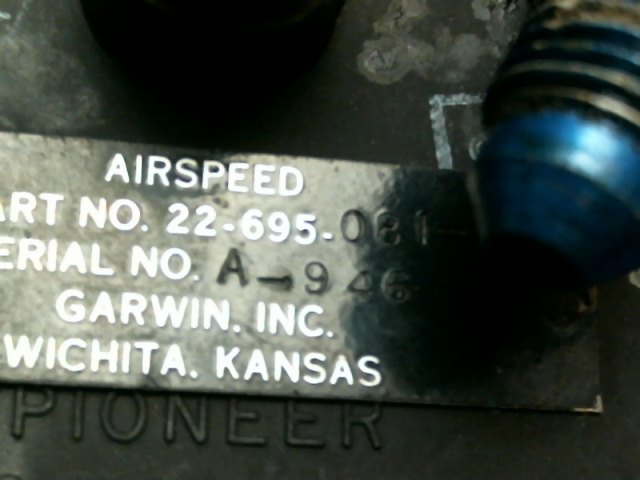 AIRSPEED
ART NO. 22-695-081-
ERIAL NO. A-946
GARWIN. INC.
WICHITA. KANSAS
PIONEER